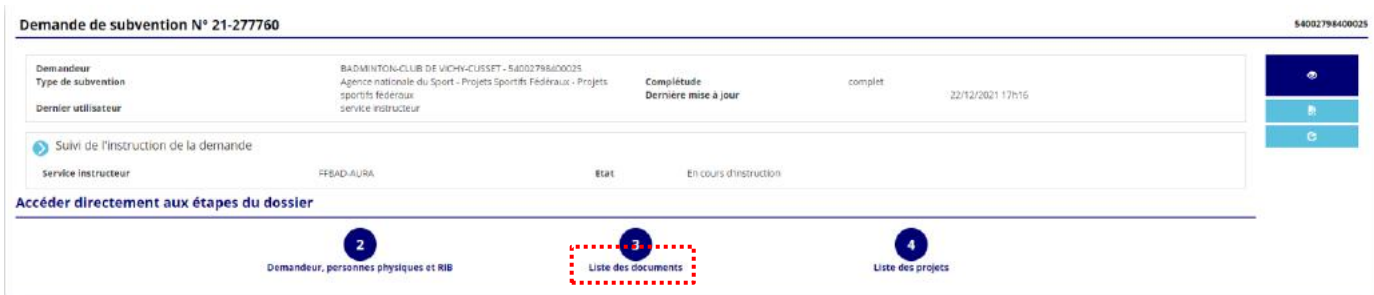 Demande de subvention N° 21-277760
54002798400025
Demandeur BADMINTON-CLUB DE VICHY-CUSSET - 54002798400025
Type de subvention Agence nationale du Sport - Projets Sportifs Fédéraux - Projets Complétude complet
sportifs fédéraux Dernière mise à jour 22/12/2021 17h16
Dernier utilisateur service instructeur
Suivi de l'instruction de la demande
Service instructeur FFBAD-AURA Etat En cours d'instruction
Accéder directement aux étapes du dossier
2 3 4
Demandeur, personnes physiques et RIB Liste des documents Liste des projets